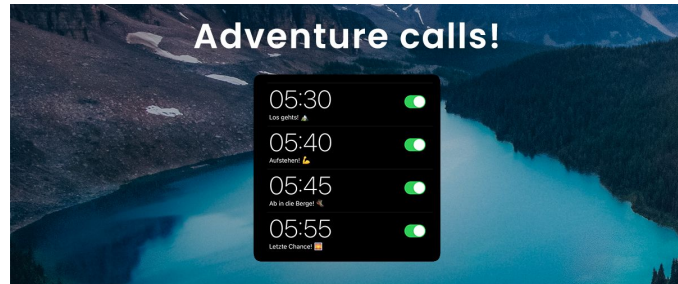 Adventure calls!
05:30
Los gehts! 🏔️
05:40
Aufstehen! 💪
05:45
Ab in die Berge!
05:55
Letzte Chance! 🌅